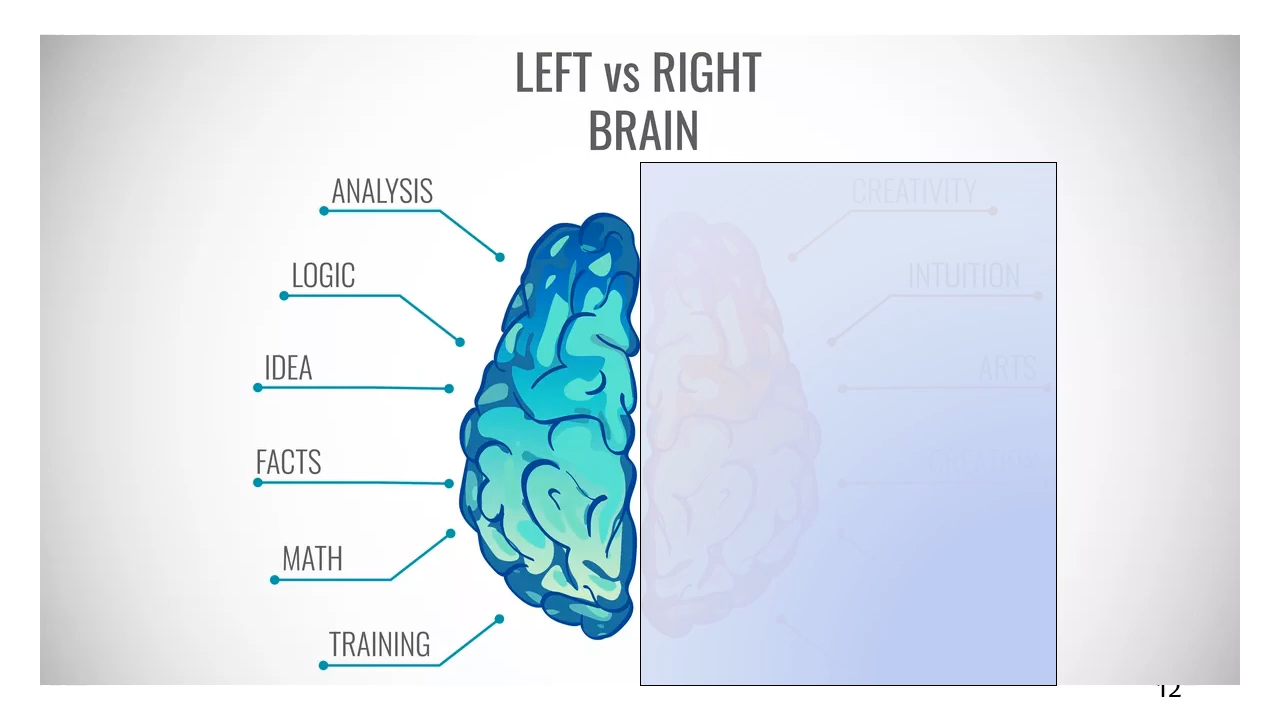 LEFT vs RIGHT
BRAIN
ANALYSIS
LOGIC
IDEA
FACTS
MATH
TRAINING
CREATIVITY
INTUITION
ARTS
12